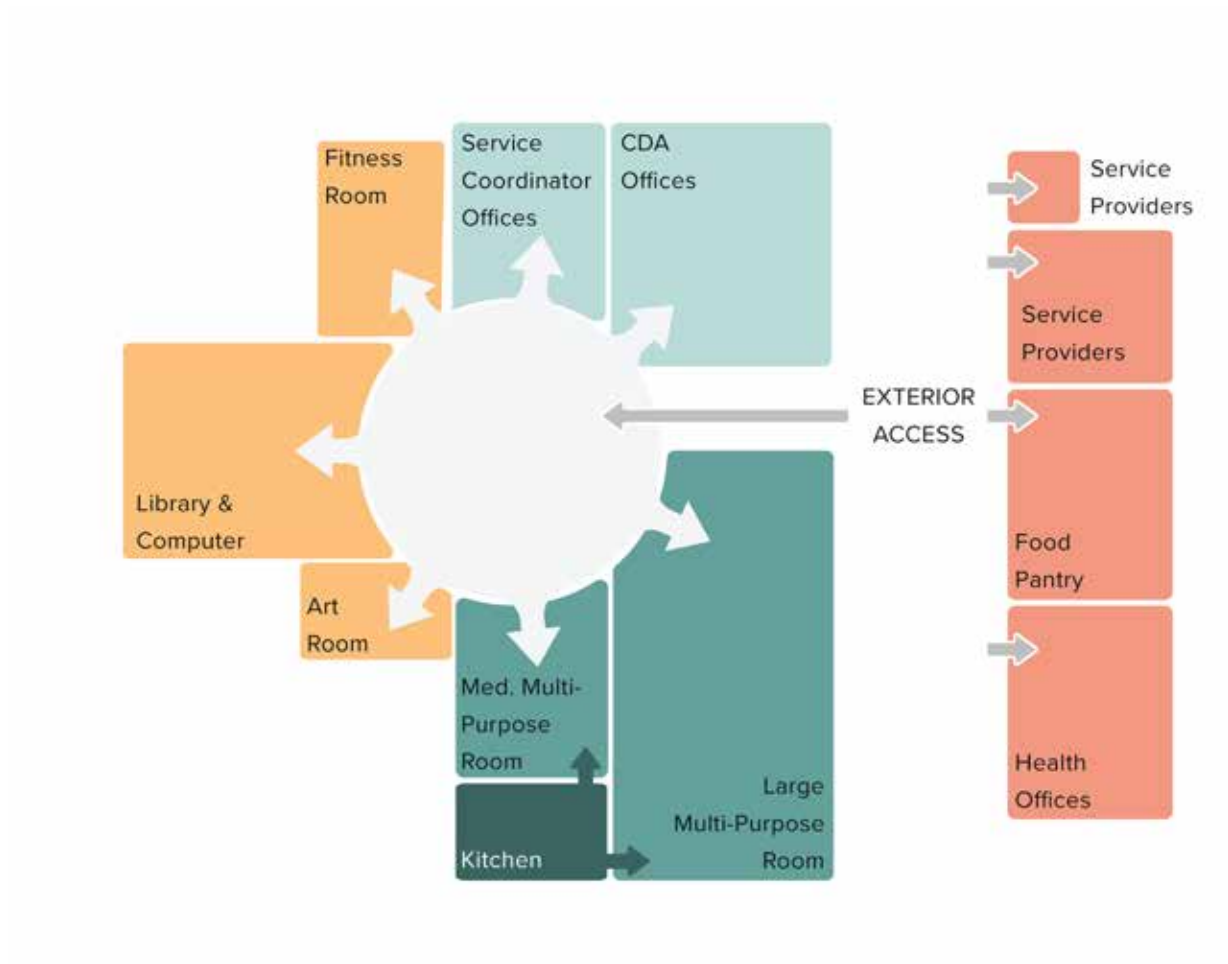 Fitness
Room
Service
Coordinator
Offices
CDA
Offices
Service
Providers
Service
Providers
EXTERIOR
ACCESS
Library &
Computer
Food
Pantry
Art
Room
Med. Multi-
Purpose
Room
Large
Multi-Purpose
Room
Health
Offices
Kitchen